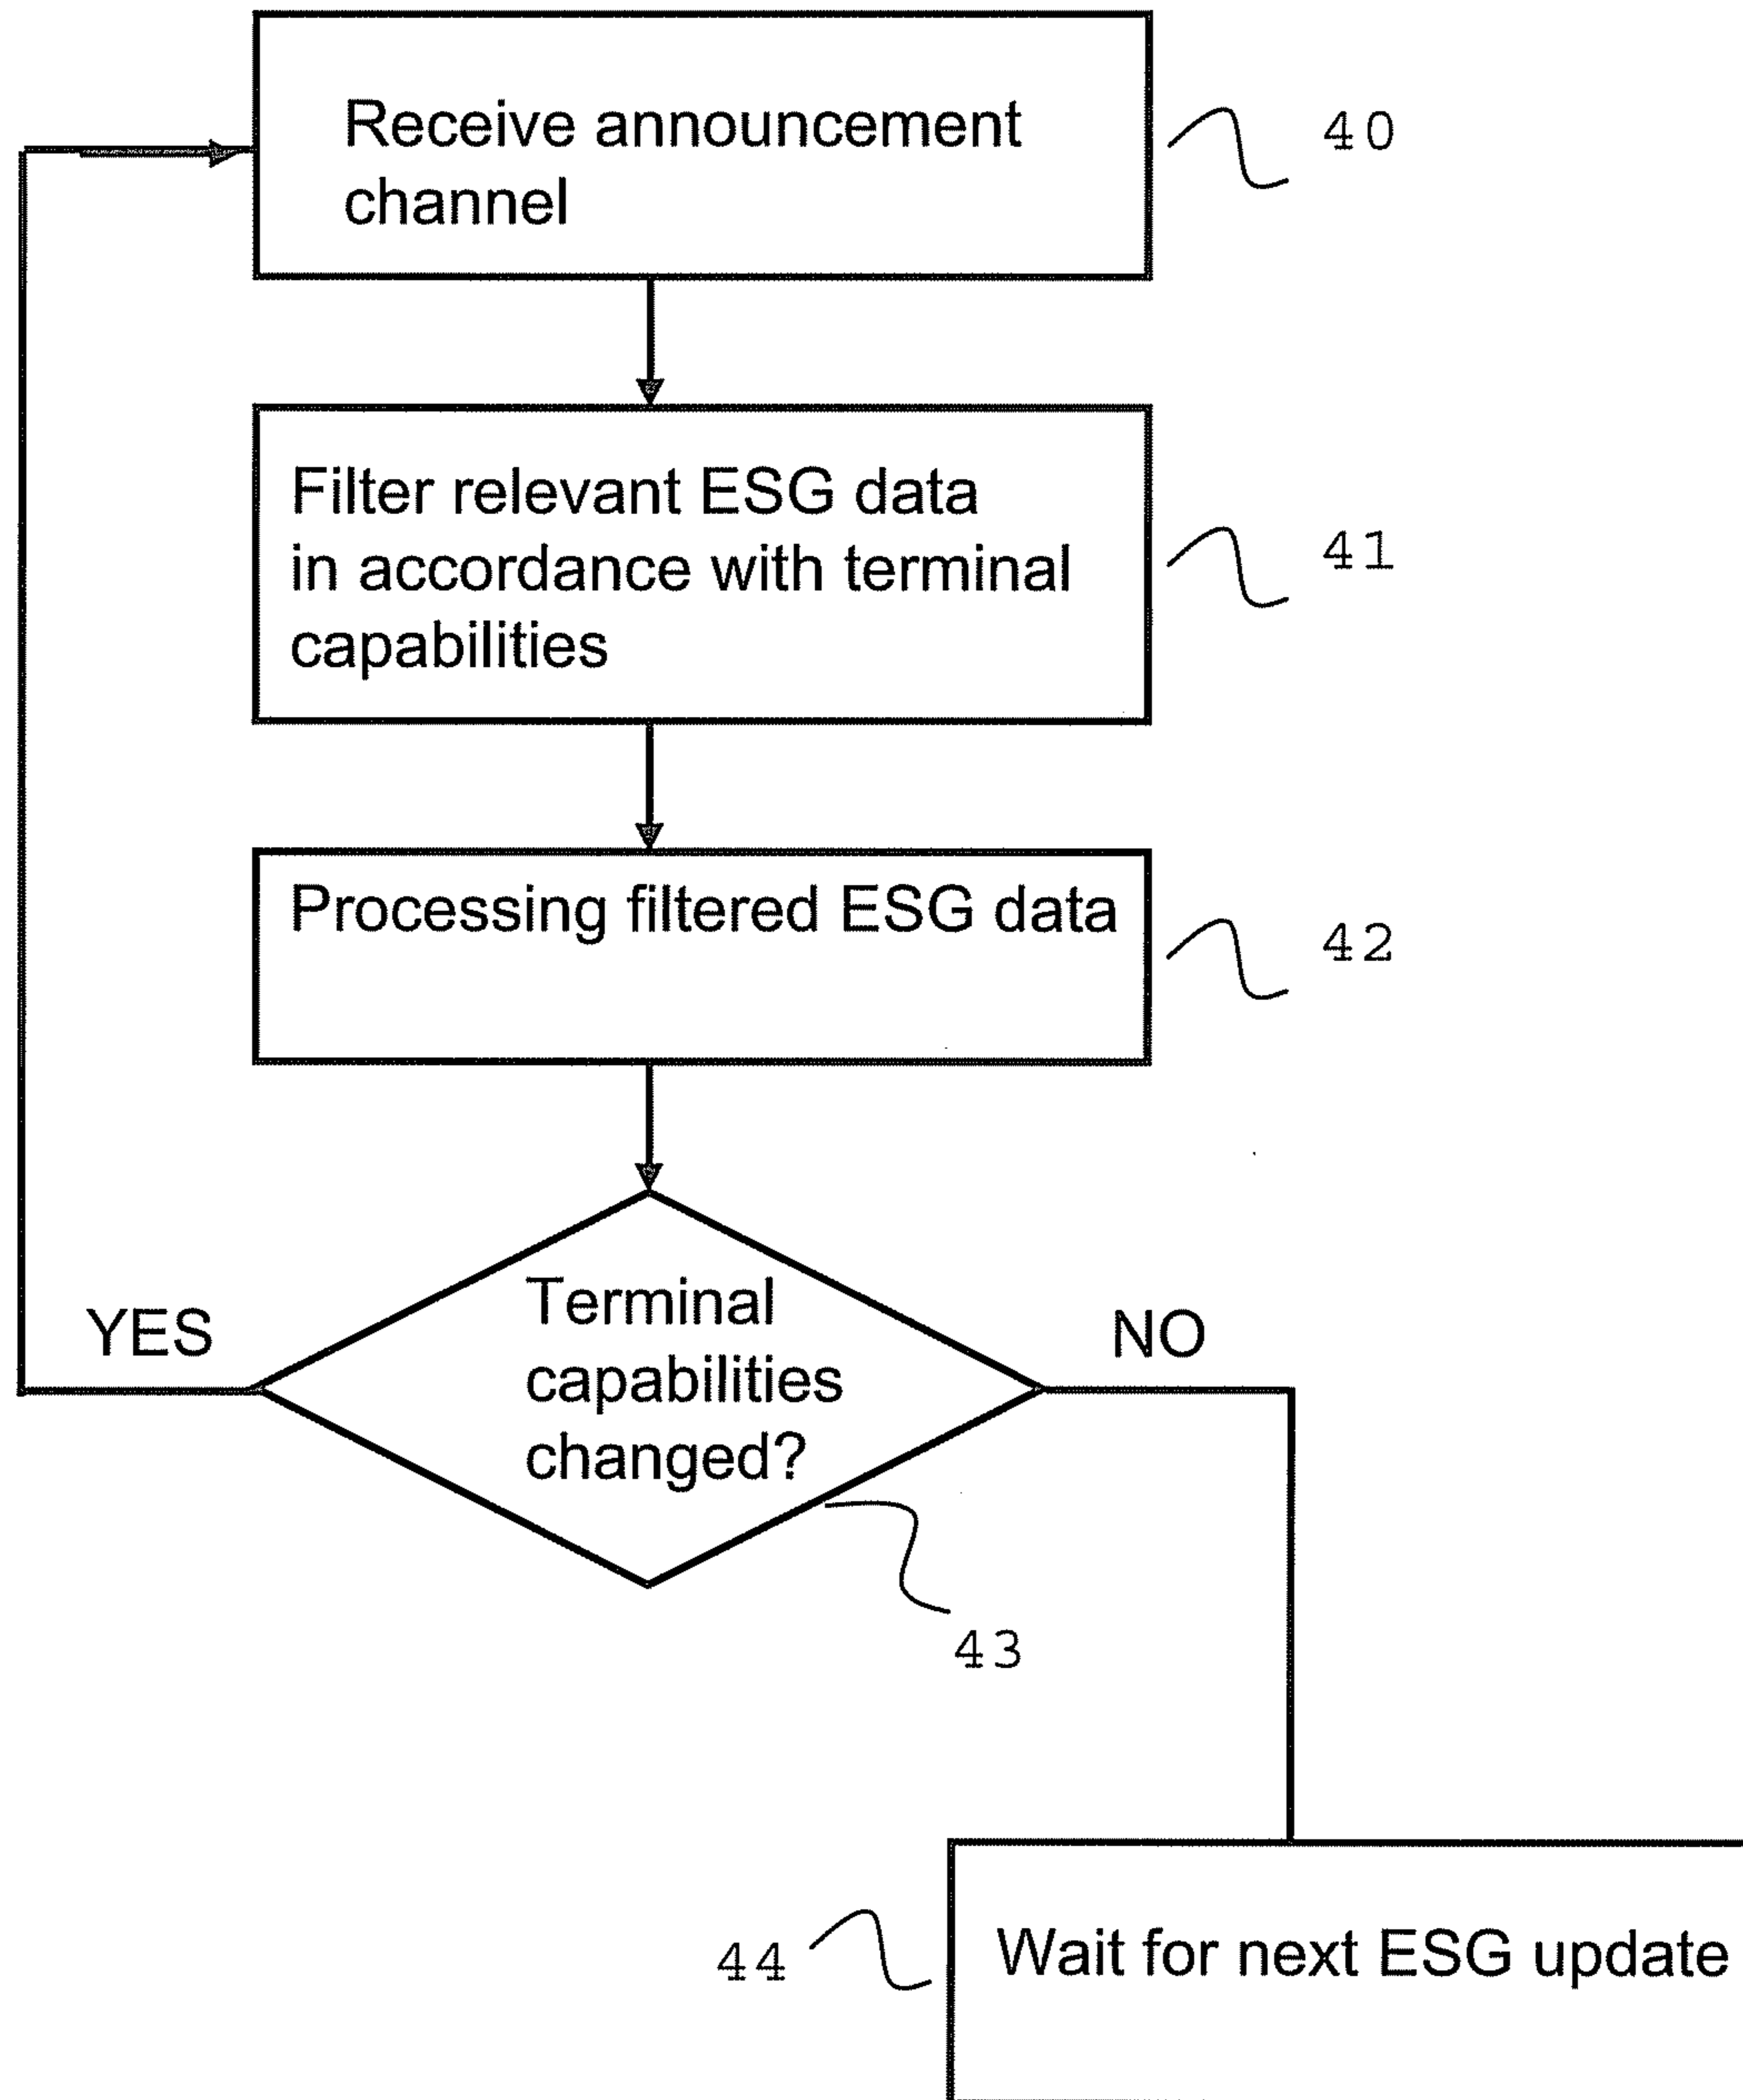 Receive announcement
channel
40
Filter relevant ESG data
in accordance with terminal
capabilities
41
Processing filtered ESG data
42
YES
Terminal
capabilities
changed?
NO
43
44
Wait for next ESG update